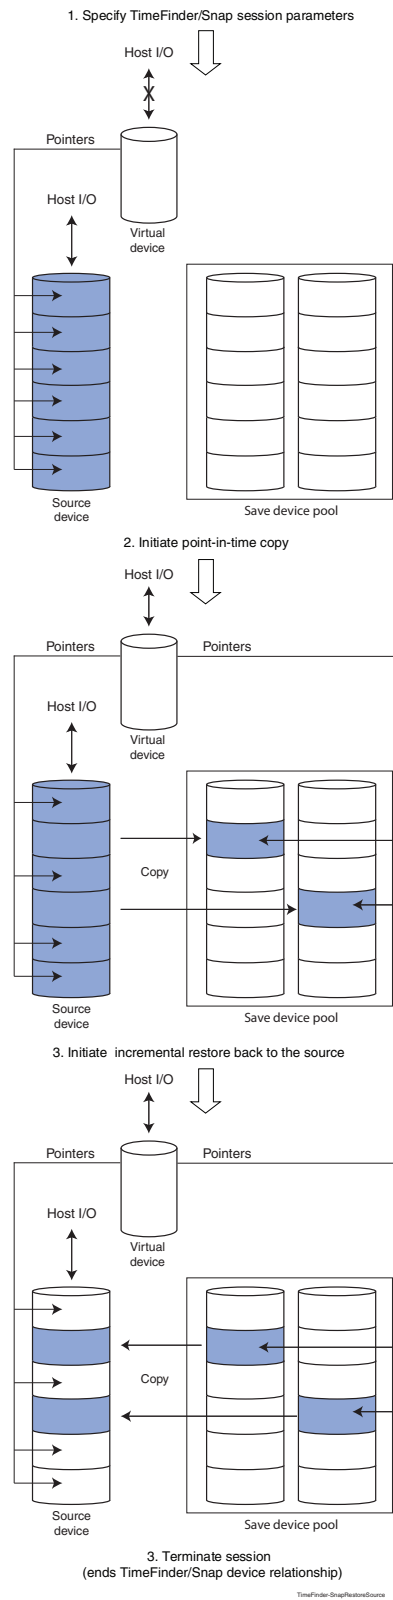 1. Specify TimeFinder/Snap session parameters
Host I/O
X
Pointers
Host I/O
Virtual
device
Source
device
Save device pool
2. Initiate point-in-time copy
Host I/O
Pointers
Pointers
Host I/O
Virtual
device
Copy
Source
device
Save device pool
3. Initiate incremental restore back to the source
Host I/O
Pointers
Pointers
Host I/O
Virtual
device
Copy
Source
device
Save device pool
3. Terminate session
(ends TimeFinder/Snap device relationship)
TimeFinder-SnapRestoreSource